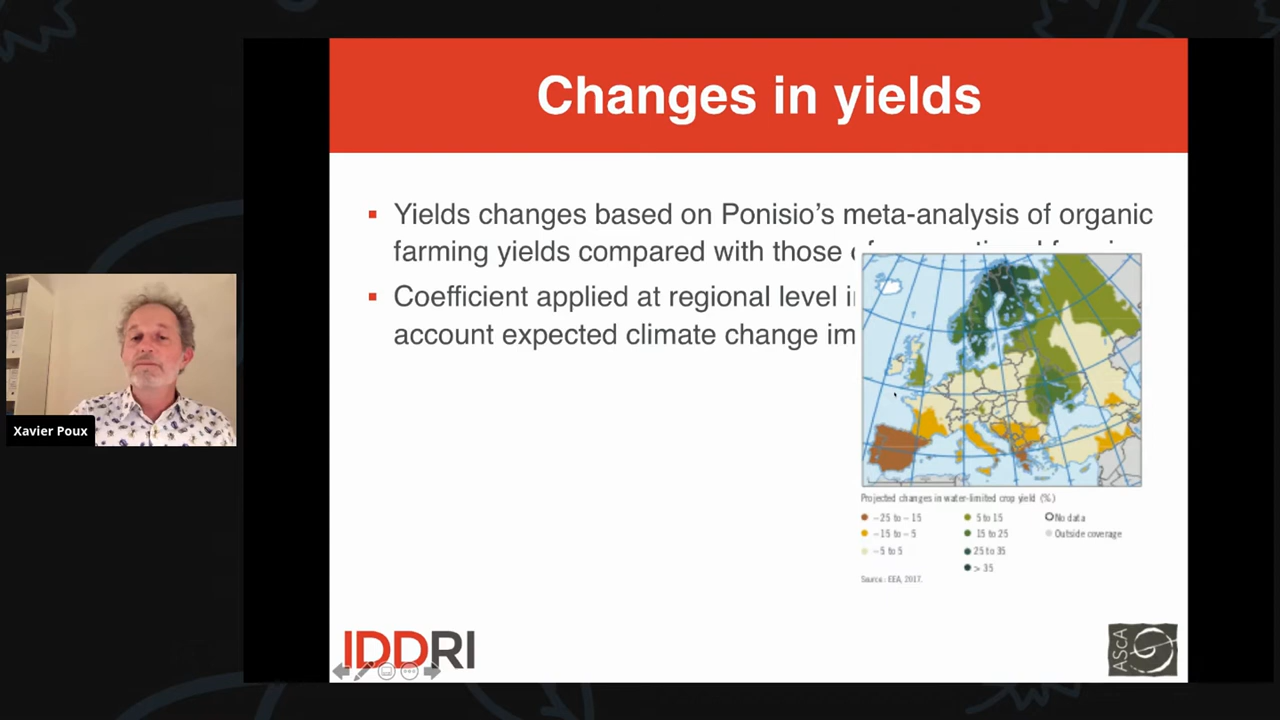 Changes in yields
▪ Yields changes based on Ponisio's meta-analysis of organic
farming yields compared with those
▪ Coefficient applied at regional level
account expected climate change
Projected changes in water-limited crop yield (%)
−25 to −15
−15 to −5
−5 to 5
5 to 15
15 to 25
25 to 35
> 35
No data
Outside coverage
Source: EEA, 2017.
Xavier Poux
IDDRI
ASCA